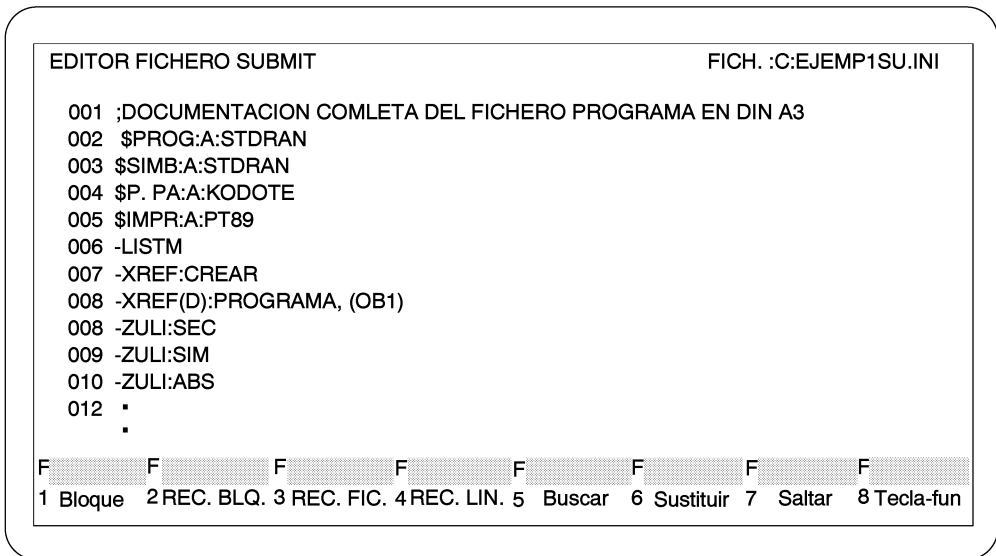 EDITOR FICHERO SUBMIT FICH. :C:EJEMP1SU.INI
001 ;DOCUMENTACION COMLETA DEL FICHERO PROGRAMA EN DIN A3
002 $PROG:A:STDRAN
003 $SIMB:A:STDRAN
004 $P. PA:A:KODOTE
005 $IMPR:A:PT89
006 -LISTM
007 -XREF:CREAR
008 -XREF(D):PROGRAMA, (OB1)
008 -ZULI:SEC
009 -ZULI:SIM
010 -ZULI:ABS
012 ▪
▪
F F F F F F F F
1 Bloque 2 REC. BLQ. 3 REC. FIC. 4 REC. LIN. 5 Buscar 6 Sustituir 7 Saltar 8 Tecla-fun